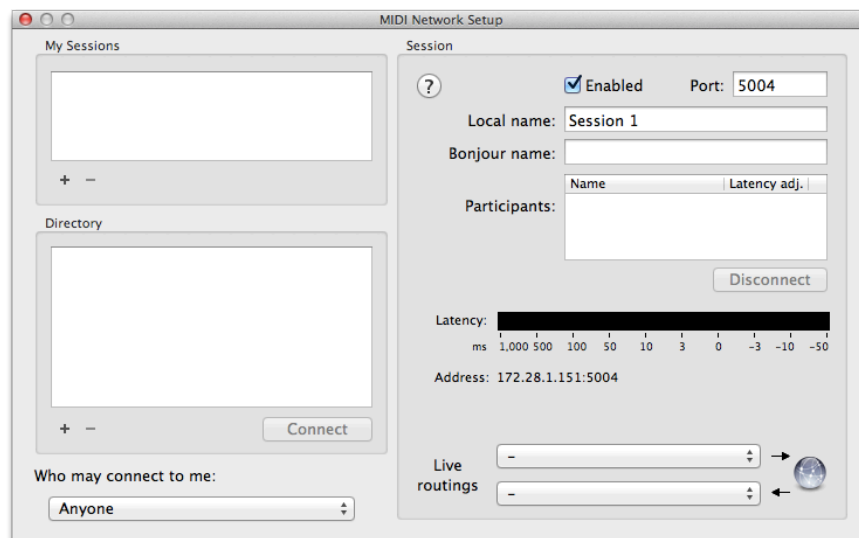 MIDI Network Setup
My Sessions
+ −
Directory
+ −
Connect
Who may connect to me:
Anyone
Session
?
Enabled
Port: 5004
Local name: Session 1
Bonjour name:
Participants:
Name Latency adj.
Disconnect
Latency:
ms 1,000 500 100 50 10 3 0 -3 -10 -50
Address: 172.28.1.151:5004
Live
routings
-
-